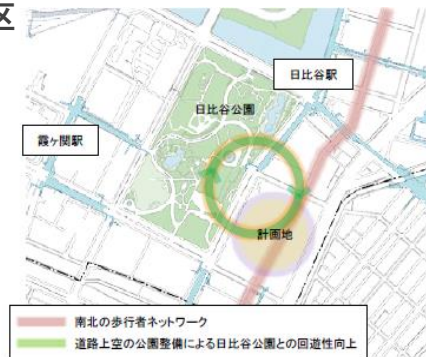 区
日比谷駅
日比谷公園
霞ヶ関駅
計画地
南北の歩行者ネットワーク
道路上空の公園整備による日比谷公園との回遊性向上